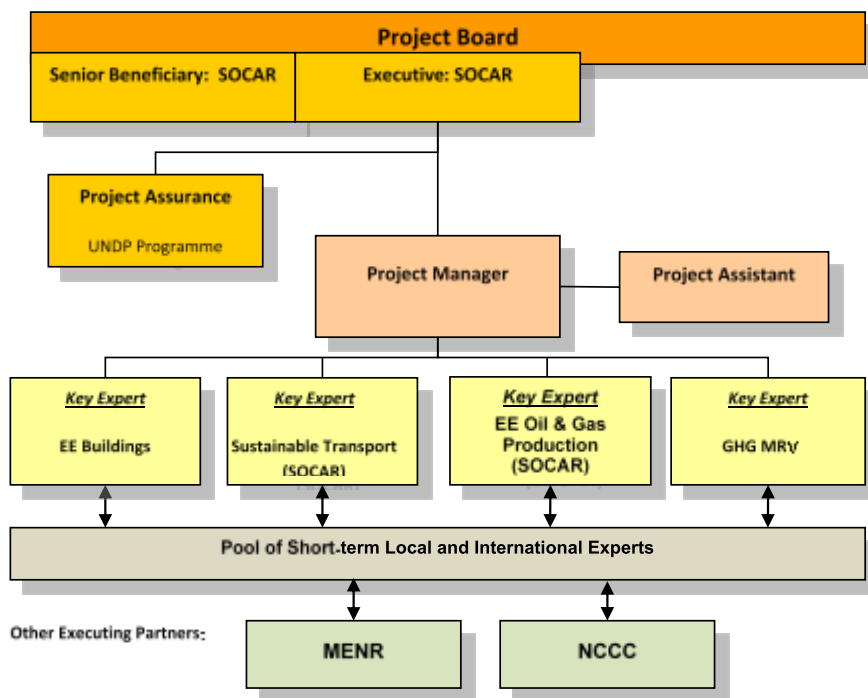 Project Board
Senior Beneficiary: SOCAR
Executive: SOCAR
Project Assurance
UNDP Programme
Project Manager
Project Assistant
Key Expert
EE Buildings
Key Expert
Sustainable Transport
(SOCAR)
Key Expert
EE Oil & Gas
Production
(SOCAR)
Key Expert
GHG MRV
Pool of Short-term Local and International Experts
Other Executing Partners:
MENR
NCCC